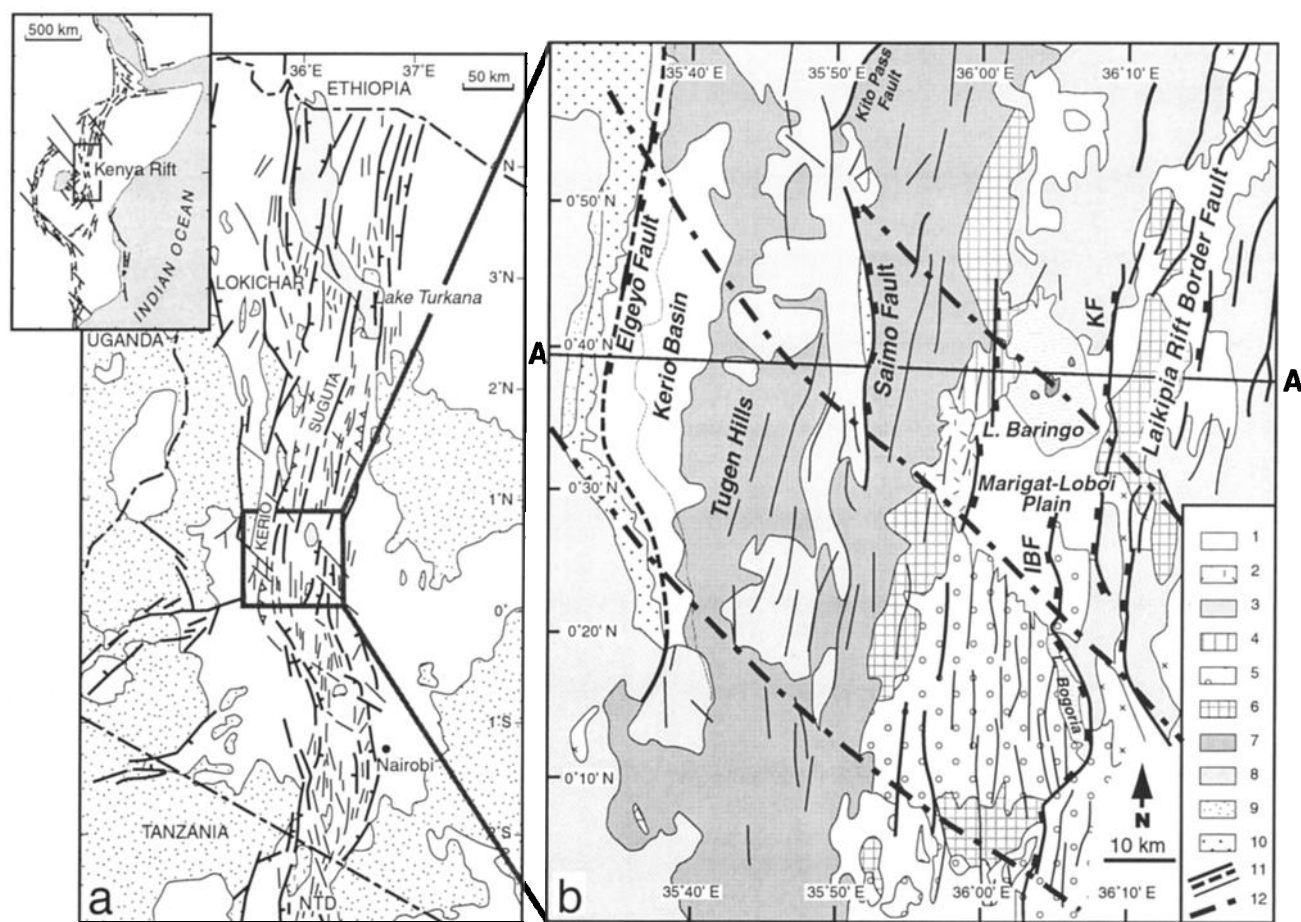 500 km
Kenya Rift
INDIAN OCEAN
36°E
37°
50 km
ETHIOPIA
N
3°N
LOKICHAR
Lake Turkana
UGANDA
2°N
SUGUTA
1°N
KERIO
0°
1°S
Nairobi
TANZANIA
2°S
NTD
a
35°40' E
35°50' E
36°00' E
36°10' E
Kito Pass
Fault
0°50' N
Elgeyo Fault
Kerio Basin
Saimo Fault
KF
Laikipia Rift Border Fault
A
0°40' N
A
Tugen Hills
L. Baringo
0°30' N
Marigat-Loboi
Plain
IBF
0°20' N
L. Bogoria
0°10' N
N
10 km
35°40' E
35°50' E
36°00' E
36°10' E
b
1
2
3
4
5
6
7
8
9
10
11
12